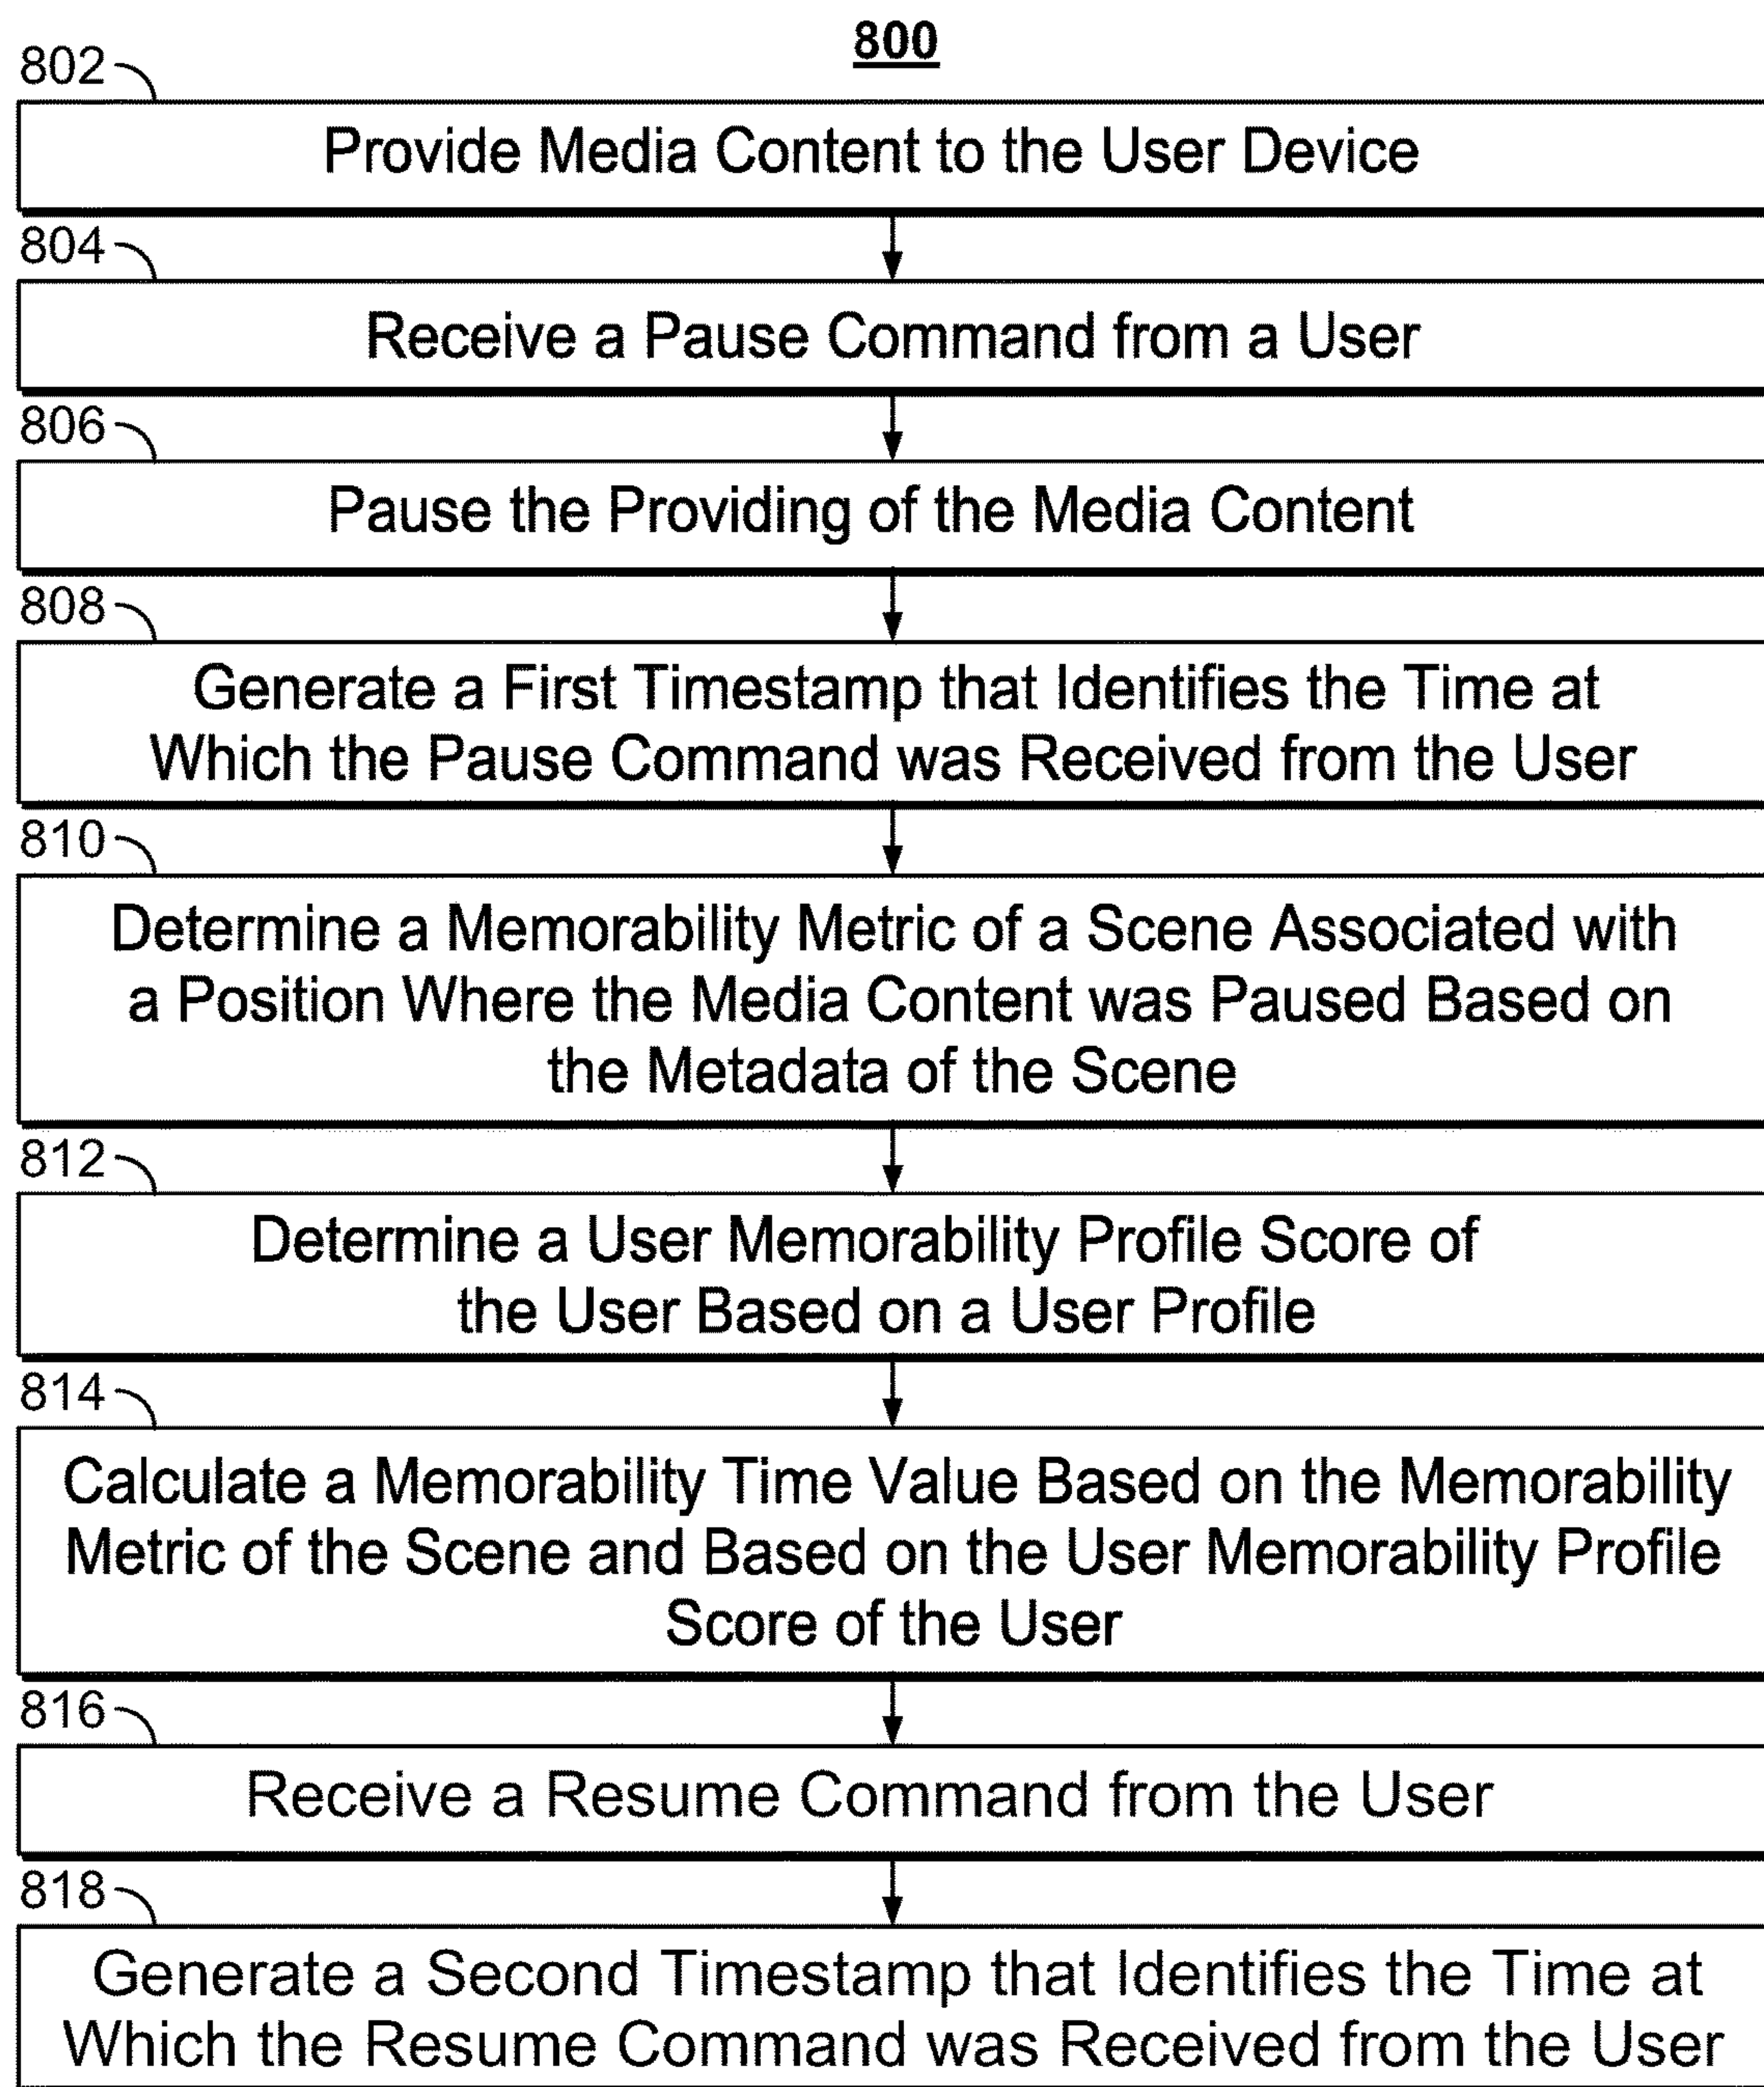 800
802
Provide Media Content to the User Device
804
Receive a Pause Command from a User
806
Pause the Providing of the Media Content
808
Generate a First Timestamp that Identifies the Time at
Which the Pause Command was Received from the User
810
Determine a Memorability Metric of a Scene Associated with
a Position Where the Media Content was Paused Based on
the Metadata of the Scene
812
Determine a User Memorability Profile Score of
the User Based on a User Profile
814
Calculate a Memorability Time Value Based on the Memorability
Metric of the Scene and Based on the User Memorability Profile
Score of the User
816
Receive a Resume Command from the User
818
Generate a Second Timestamp that Identifies the Time at
Which the Resume Command was Received from the User